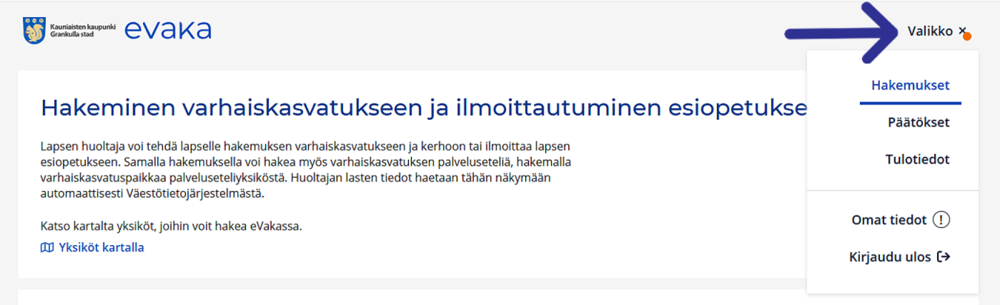 Kauniaisten kaupunki
Grankulla stad
evaka
Valikko
Hakemukset
Päätökset
Tulotiedot
Omat tiedot
Kirjaudu ulos
Hakeminen varhaiskasvatukseen ja ilmoittautuminen esiopetukse
Lapsen huoltaja voi tehdä lapselle hakemuksen varhaiskasvatukseen ja kerhoon tai ilmoittaa lapsen
esiopetukseen. Samalla hakemuksella voi hakea myös varhaiskasvatuksen palveluseteliä, hakemalla
varhaiskasvatuspaikkaa palveluseteliyksiköstä. Huoltajan lasten tiedot haetaan tähän näkymään
automaattisesti Väestötietojärjestelmästä.
Katso kartalta yksiköt, joihin voit hakea eVakassa.
Yksiköt kartalla